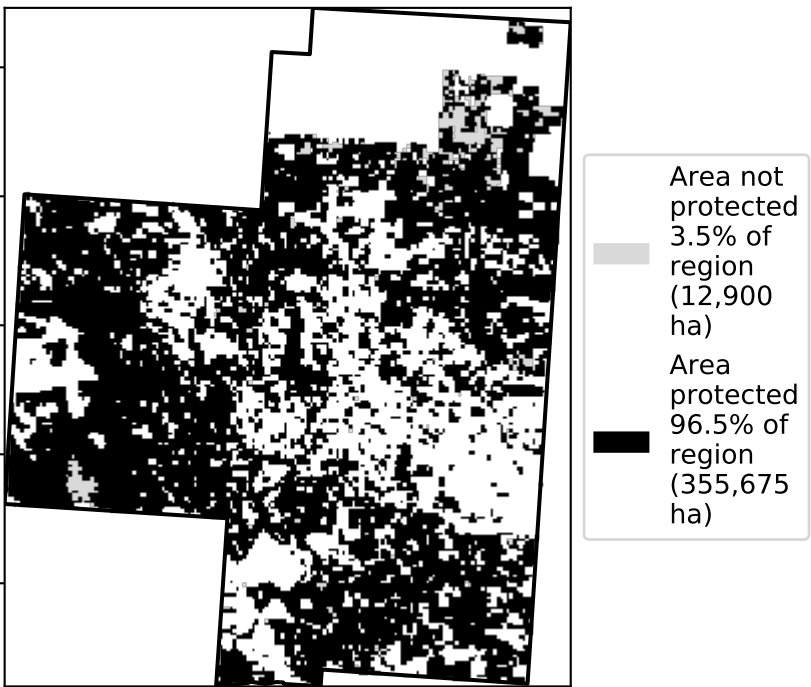 Area not
protected
3.5% of
region
(12,900
ha)
Area
protected
96.5% of
region
(355,675
ha)